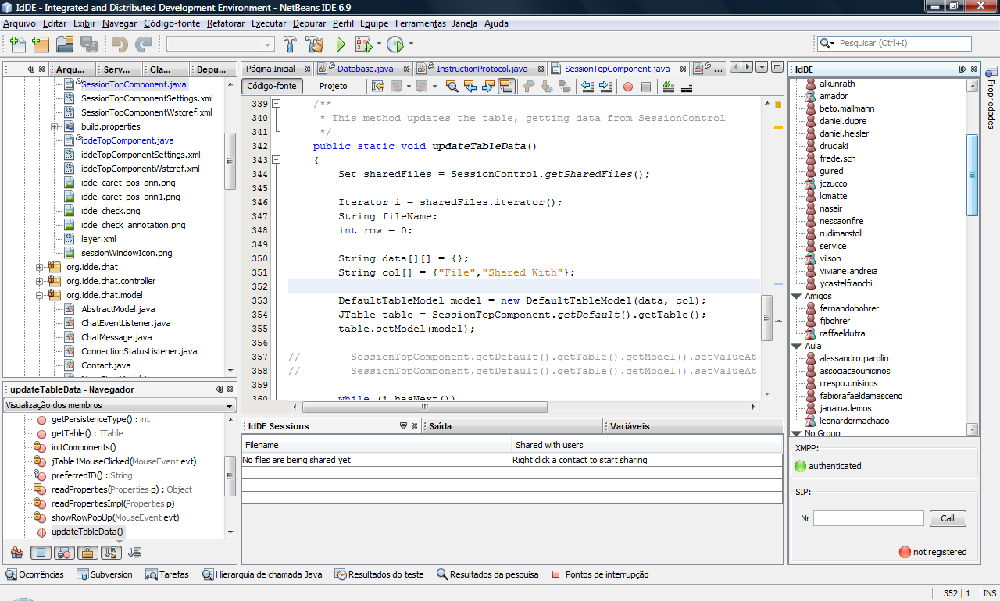 IdDE - Integrated and Distributed Development Environment - NetBeans IDE 6.9
Arquivo Editar Exibir Navegar Código-fonte Refatorar Executar Depurar Perfil Equipe Ferramentas Janela Ajuda
Pesquisar (Ctrl+I)
Arqu... Serv... Cla... Depu...
SessionTopComponent.java
SessionTopComponentSettings.xml
SessionTopComponentWstcref.xml
build.properties
iddeTopComponent.java
iddeTopComponentSettings.xml
iddeTopComponentWstcref.xml
idde_caret_pos_ann.png
idde_caret_pos_ann1.png
idde_check.png
idde_check_annotation.png
layer.xml
sessionWindowIcon.png
org.idde.chat
org.idde.chat.controller
org.idde.chat.model
AbstractModel.java
ChatEventListener.java
ChatMessage.java
ConnectionStatusListener.java
Contact.java
updateTableData - Navegador
Visualização dos membros
getPersistenceType() : int
getTable() : JTable
initComponents()
jTable1MouseClicked(MouseEvent evt)
preferredID() : String
readProperties(Properties p) : Object
readPropertiesImpl(Properties p)
showRowPopUp(MouseEvent evt)
updateTableData()
Página Inicial Database.java InstructionProtocol.java SessionTopComponent.java ...
Código-fonte Projeto
339 /**
340 * This method updates the table, getting data from SessionControl
341 */
342 public static void updateTableData()
343 {
344 Set sharedFiles = SessionControl.getSharedFiles();
345
346 Iterator i = sharedFiles.iterator();
347 String fileName;
348 int row = 0;
349
350 String data[][] = {};
351 String col[] = {"File","Shared With"};
352
353 DefaultTableModel model = new DefaultTableModel(data, col);
354 JTable table = SessionTopComponent.getDefault().getTable();
355 table.setModel(model);
356
357 // SessionTopComponent.getDefault().getTable().getModel().setValueAt
358 // SessionTopComponent.getDefault().getTable().getModel().setValueAt
359
360 while (i.hasNext())
IdDE Sessions Saída Variáveis
Filename Shared with users
No files are being shared yet Right click a contact to start sharing
IdDE
alkunrath
amador
beto.mallmann
daniel.dupre
daniel.heisler
druciaki
frede.sch
guired
jczucco
lcmatte
nasair
nessaonfire
rudimarstoll
service
vilson
viviane.andreia
ycastelfranchi
Amigos
fernandobohrer
fjbohrer
raffaeldutra
Aula
alessandro.parolin
associacaounisinos
crespo.unisinos
fabiorafaeldamasceno
janaina.lemos
leonardormachado
No Group
XMPP:
authenticated
SIP:
Nr Call
not registered
Propriedades
Ocorrências Subversion Tarefas Hierarquia de chamada Java Resultados do teste Resultados da pesquisa Pontos de interrupção
352 | 1 INS